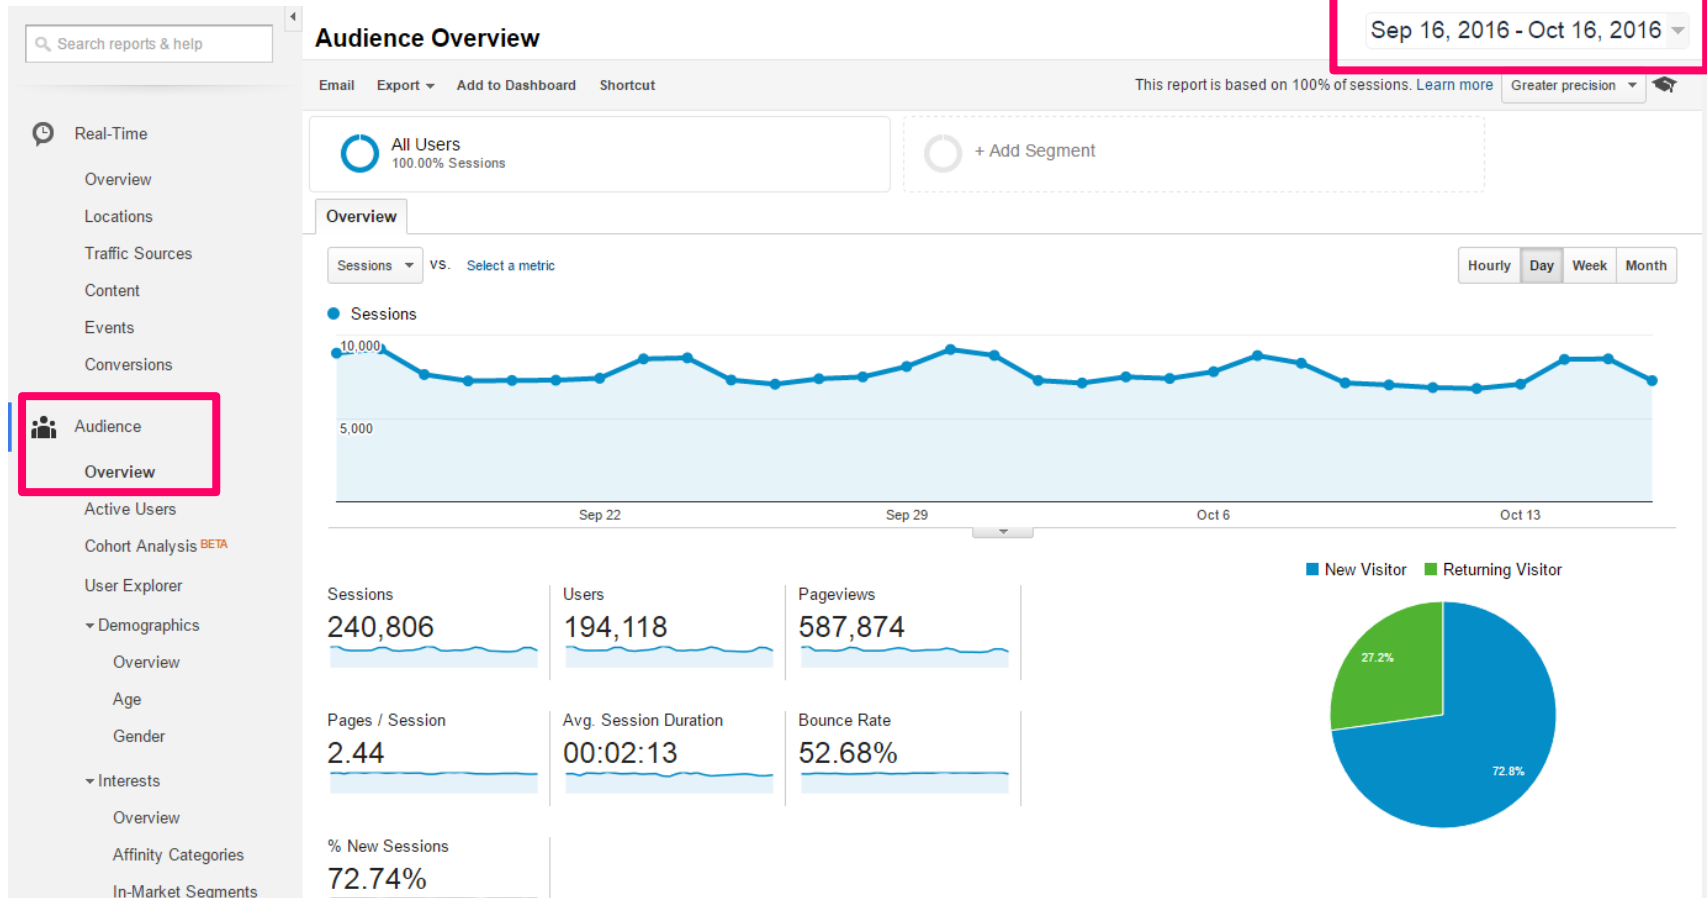 Search reports & help
Real-Time
Overview
Locations
Traffic Sources
Content
Events
Conversions
Audience
Overview
Active Users
Cohort Analysis BETA
User Explorer
Demographics
Overview
Age
Gender
Interests
Overview
Affinity Categories
In-Market Segments
Audience Overview
Sep 16, 2016 - Oct 16, 2016
Email Export Add to Dashboard Shortcut
This report is based on 100% of sessions. Learn more Greater precision
All Users
100.00% Sessions
+ Add Segment
Overview
Sessions VS. Select a metric
Hourly Day Week Month
Sessions
10,000
5,000
Sep 22 Sep 29 Oct 6 Oct 13
Sessions
240,806
Users
194,118
Pageviews
587,874
Pages / Session
2.44
Avg. Session Duration
00:02:13
Bounce Rate
52.68%
% New Sessions
72.74%
New Visitor Returning Visitor
27.2%
72.8%